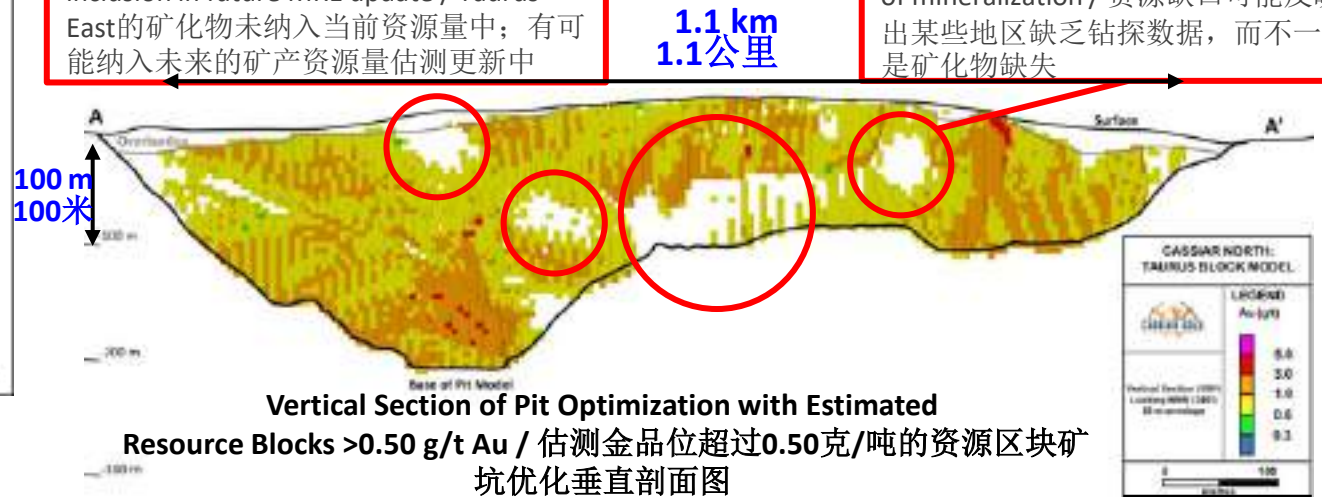 East的矿化物未纳入当前资源量中；有可
能纳入未来的矿产资源量估测更新中
1.1 km
1.1公里
出某些地区缺乏钻探数据，而不一
是矿化物缺失
A
Surface
A'
100 m
100米
200 m
Base of Pit Model
CASSIAR NORTH:
TAURUS BLOCK MODEL
LEGEND
Au (g/t)
CASSIAR GOLD
5.0
3.0
1.0
0.5
0.3
Vertical Section of Pit Optimization with Estimated
Resource Blocks >0.50 g/t Au / 估测金品位超过0.50克/吨的资源区块矿
坑优化垂直剖面图
0 100